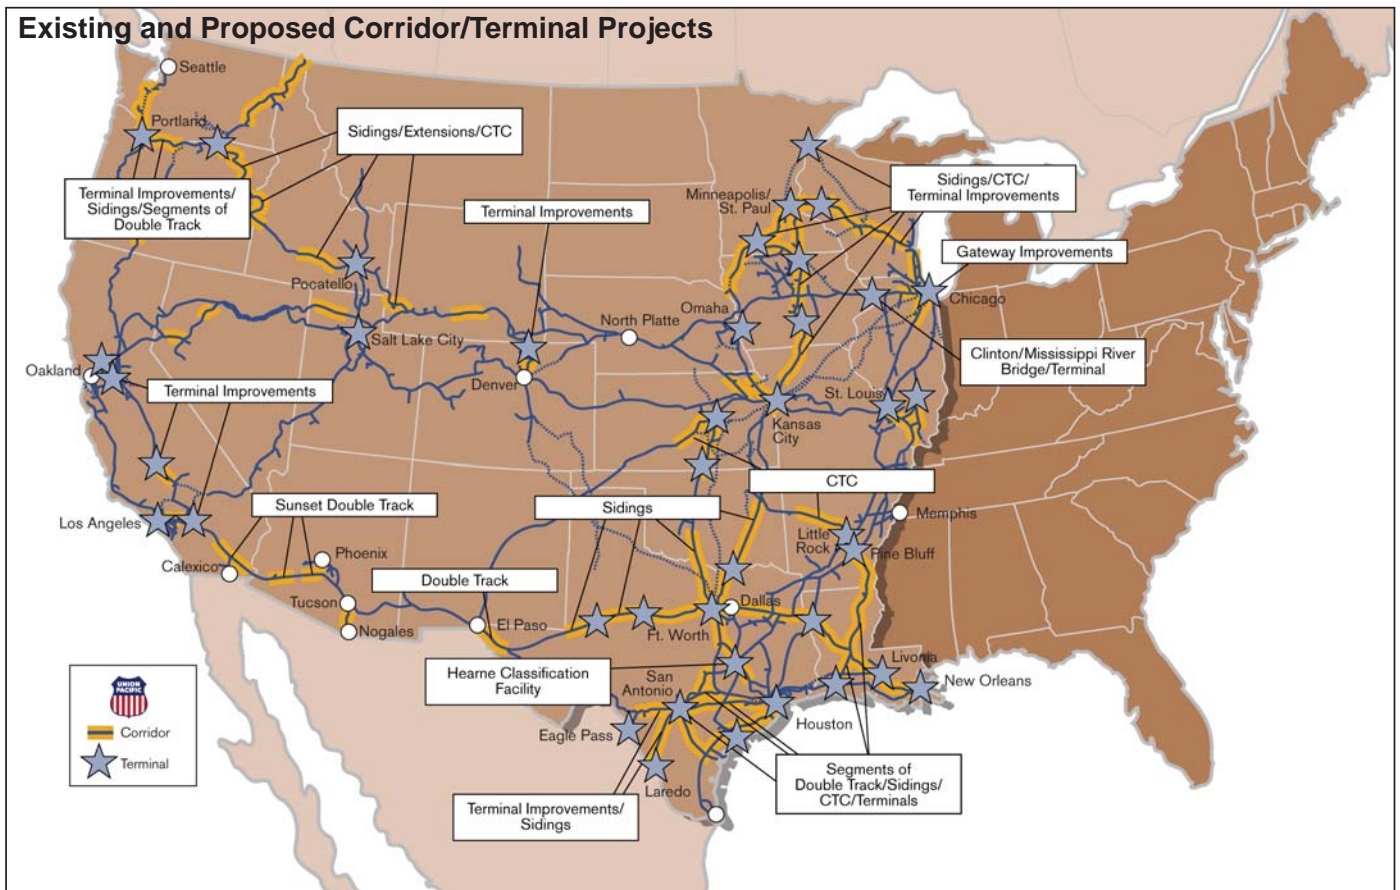 Existing and Proposed Corridor/Terminal Projects
Seattle
Portland
Sidings/Extensions/CTC
Terminal Improvements/
Sidings/Segments of
Double Track
Terminal Improvements
Minneapolis/
St. Paul
Sidings/CTC/
Terminal Improvements
Gateway Improvements
Pocatello
Chicago
Omaha
North Platte
Salt Lake City
Oakland
Denver
Clinton/Mississippi River
Bridge/Terminal
Terminal Improvements
St. Louis
Kansas
City
CTC
Sunset Double Track
Sidings
Los Angeles
Memphis
Little
Rock
Pine Bluff
Phoenix
Calexico
Double Track
Tucson
Dallas
Nogales
El Paso
Ft. Worth
Hearne Classification
Facility
San
Antonio
Livonia
New Orleans
UNION
PACIFIC
Corridor
Terminal
Eagle Pass
Houston
Laredo
Segments of
Double Track/Sidings/
CTC/Terminals
Terminal Improvements/
Sidings